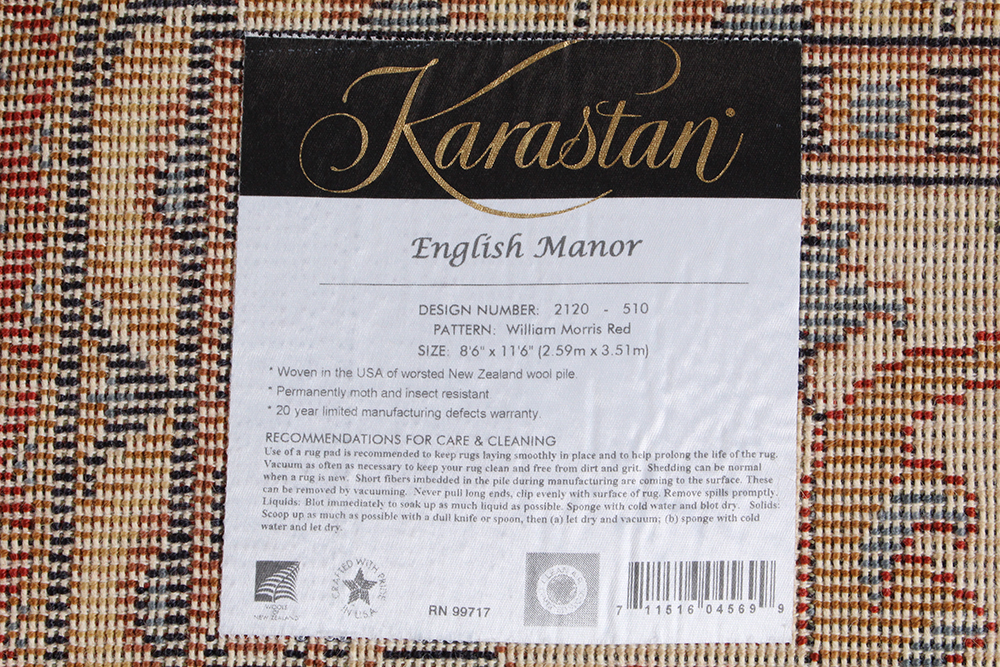 Karastan®
English Manor
DESIGN NUMBER: 2120 - 510
PATTERN: William Morris Red
SIZE: 8'6" x 11'6" (2.59m x 3.51m)
* Woven in the USA of worsted New Zealand wool pile.
* Permanently moth and insect resistant
* 20 year limited manufacturing defects warranty.
RECOMMENDATIONS FOR CARE & CLEANING
Use of a rug pad is recommended to keep rugs laying smoothly in place and to help prolong the life of the rug.
Vacuum as often as necessary to keep your rug clean and free from dirt and grit. Shedding can be normal
when a rug is new. Short fibers imbedded in the pile during manufacturing are coming to the surface. These
can be removed by vacuuming. Never pull long ends, clip evenly with surface of rug. Remove spills promptly.
Liquids: Blot immediately to soak up as much liquid as possible. Sponge with cold water and blot dry. Solids:
Scoop up as much as possible with a dull knife or spoon, then (a) let dry and vacuum; (b) sponge with cold
water and let dry.
NEW ZEALAND
CRAFTED WITH PRIDE
IN U.S.A.
RN 99717
7 11516 04569 9